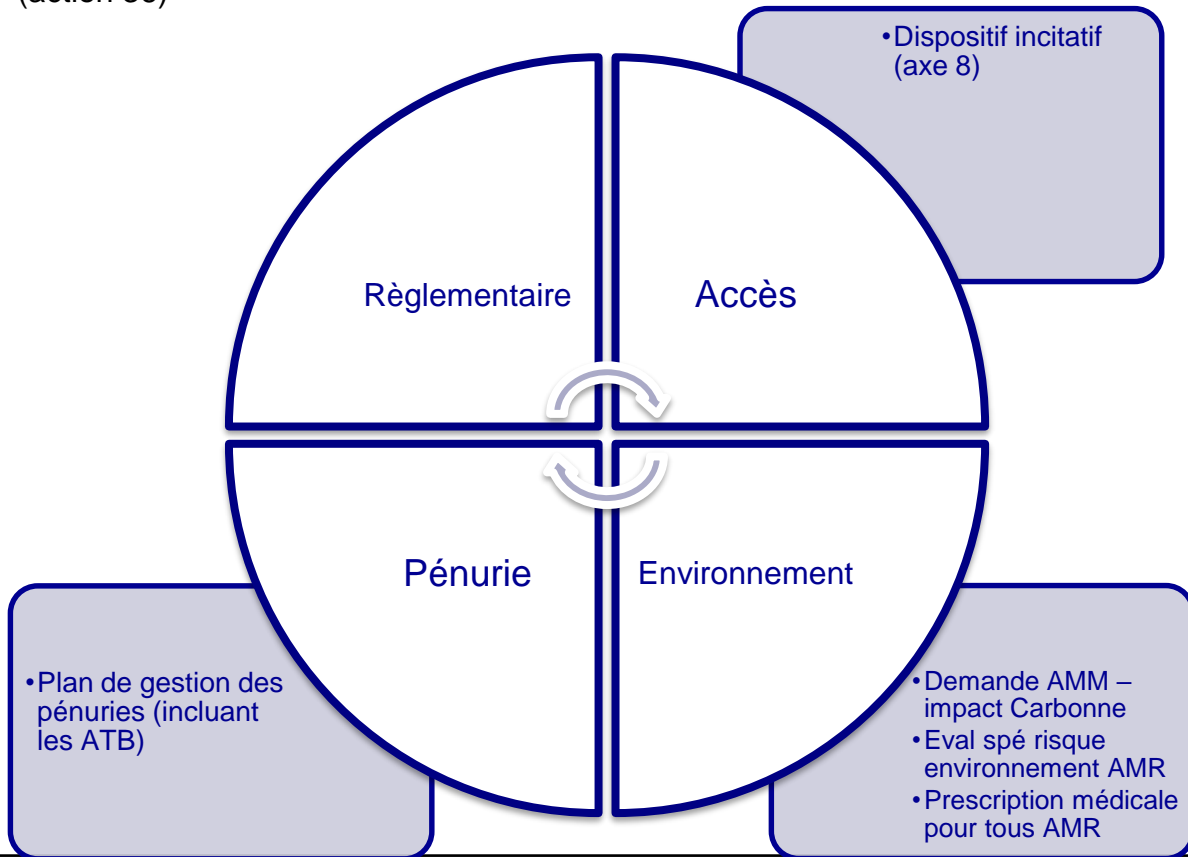 •Dispositif incitatif
(axe 8)
Règlementaire
Accès
Pénurie
Environnement
•Plan de gestion des
pénuries (incluant
les ATB)
•Demande AMM –
impact Carbonne
•Eval spé risque
environnement AMR
•Prescription médicale
pour tous AMR